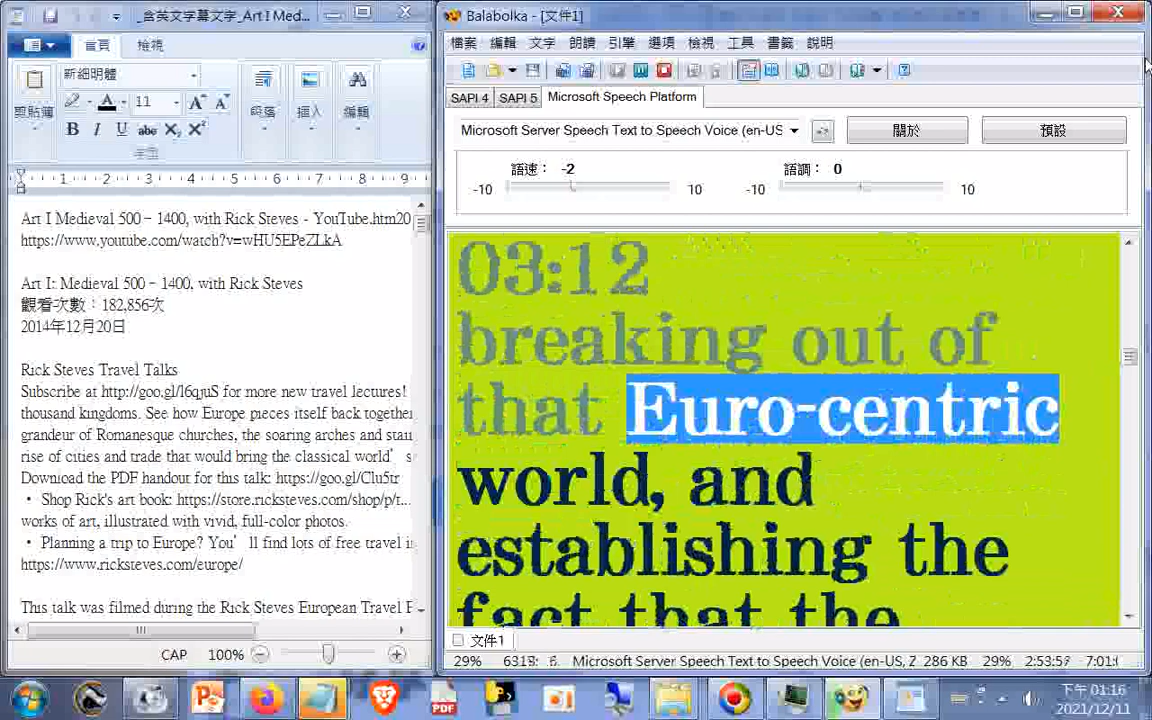 _含英文字幕文字_Art I Med...
首頁
檢視
新細明體
11
剪貼簿
段落
插入
編輯
字型
1 2 3 4 5 6 7 8 9
Art I Medieval 500 – 1400, with Rick Steves - YouTube.htm20
https://www.youtube.com/watch?v=wHU5EPeZLkA
Art I: Medieval 500 – 1400, with Rick Steves
觀看次數：182,856次
2014年12月20日
Rick Steves Travel Talks
Subscribe at http://goo.gl/l6qjuS for more new travel lectures!
thousand kingdoms. See how Europe pieces itself back together
grandeur of Romanesque churches, the soaring arches and stain
rise of cities and trade that would bring the classical world’s
Download the PDF handout for this talk: https://goo.gl/Clu5tr
• Shop Rick's art book: https://store.ricksteves.com/shop/p/t...
works of art, illustrated with vivid, full-color photos.
• Planning a trip to Europe? You’ll find lots of free travel i
https://www.ricksteves.com/europe/
This talk was filmed during the Rick Steves European Travel F
CAP 100%
Balabolka - [文件1]
檔案 編輯 文字 朗讀 引擎 選項 檢視 工具 書籤 說明
SAPI 4 SAPI 5 Microsoft Speech Platform
Microsoft Server Speech Text to Speech Voice (en-US
關於
預設
語速： -2 語調： 0
-10 10 -10 10
03:12
breaking out of
that Euro-centric
world, and
establishing the
fact that the
文件1
29% Microsoft Server Speech Text to Speech Voice (en-US, Z 286 KB 29% 2:53:57 7:01:
PDF
下午 01:16
2021/12/11